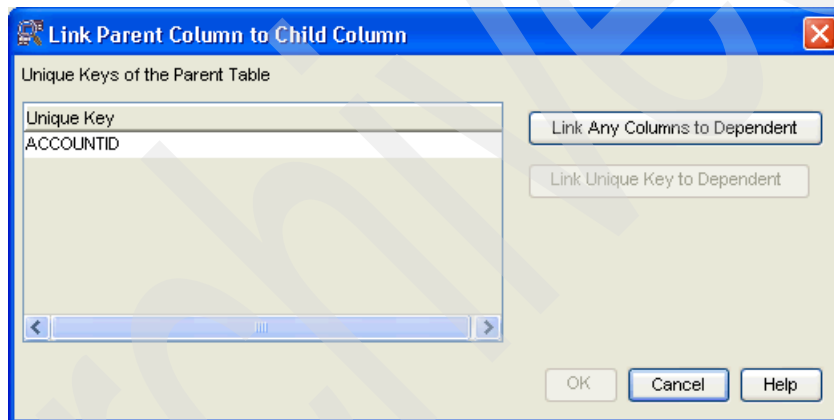 Link Parent Column to Child Column
Unique Keys of the Parent Table
Unique Key
ACCOUNTID
Link Any Columns to Dependent
Link Unique Key to Dependent
OK
Cancel
Help